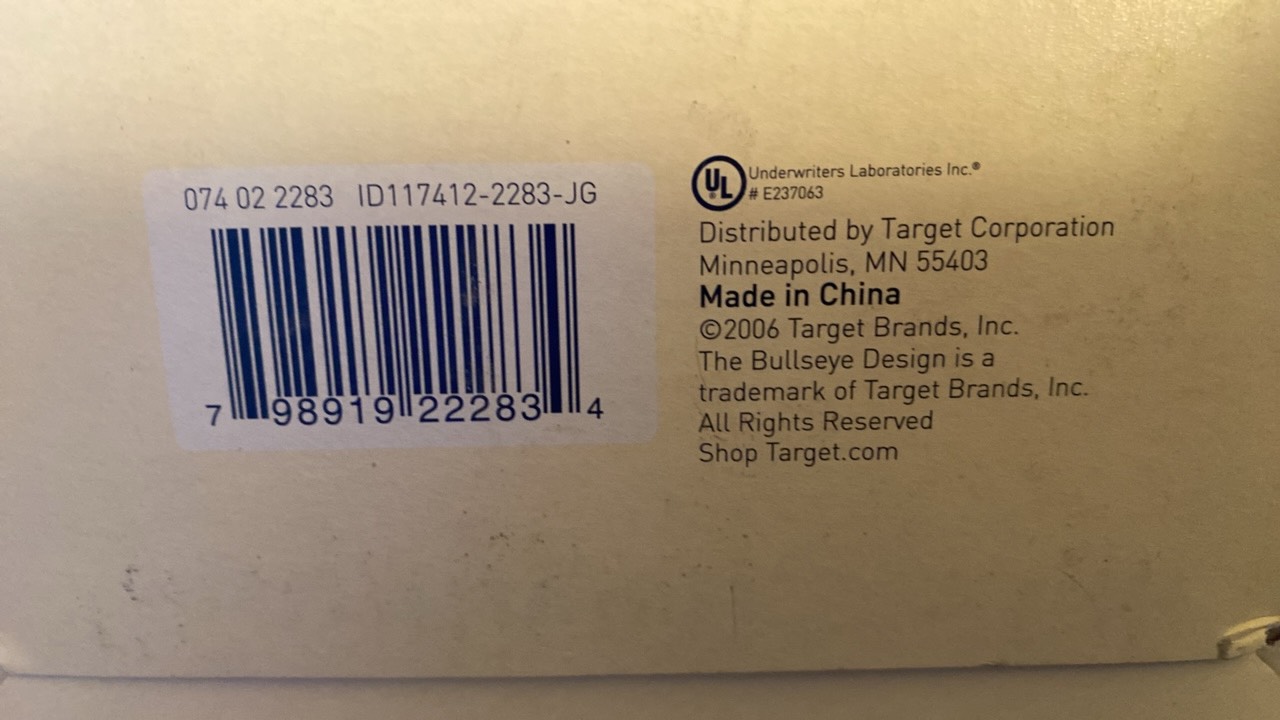 074 02 2283 ID117412-2283-JG
7 98919 22283 4
UL
Underwriters Laboratories Inc.®
# E237063
Distributed by Target Corporation
Minneapolis, MN 55403
Made in China
©2006 Target Brands, Inc.
The Bullseye Design is a
trademark of Target Brands, Inc.
All Rights Reserved
Shop Target.com